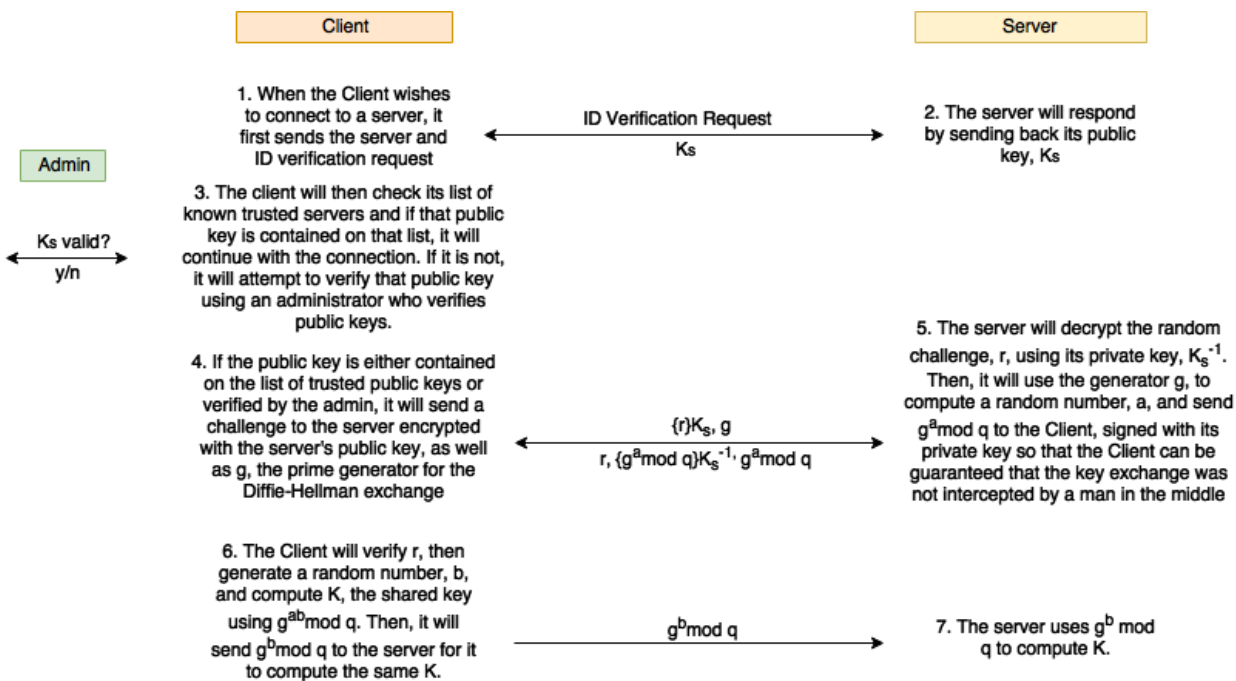 Client
Server
1. When the Client wishes
to connect to a server, it
first sends the server and
ID verification request
ID Verification Request
Ks
2. The server will respond
by sending back its public
key, Ks
Admin
Ks valid?
y/n
3. The client will then check its list of
known trusted servers and if that public
key is contained on that list, it will
continue with the connection. If it is not,
it will attempt to verify that public key
using an administrator who verifies
public keys.
4. If the public key is either contained
on the list of trusted public keys or
verified by the admin, it will send a
challenge to the server encrypted
with the server's public key, as well
as g, the prime generator for the
Diffie-Hellman exchange
{r}Kₛ, g
r, {gᵃmod q}Kₛ⁻¹, gᵃmod q
5. The server will decrypt the random
challenge, r, using its private key, Kₛ⁻¹.
Then, it will use the generator g, to
compute a random number, a, and send
gᵃmod q to the Client, signed with its
private key so that the Client can be
guaranteed that the key exchange was
not intercepted by a man in the middle
6. The Client will verify r, then
generate a random number, b,
and compute K, the shared key
using gᵃᵇmod q. Then, it will
send gᵇmod q to the server for it
to compute the same K.
gᵇmod q
7. The server uses gᵇ mod
q to compute K.